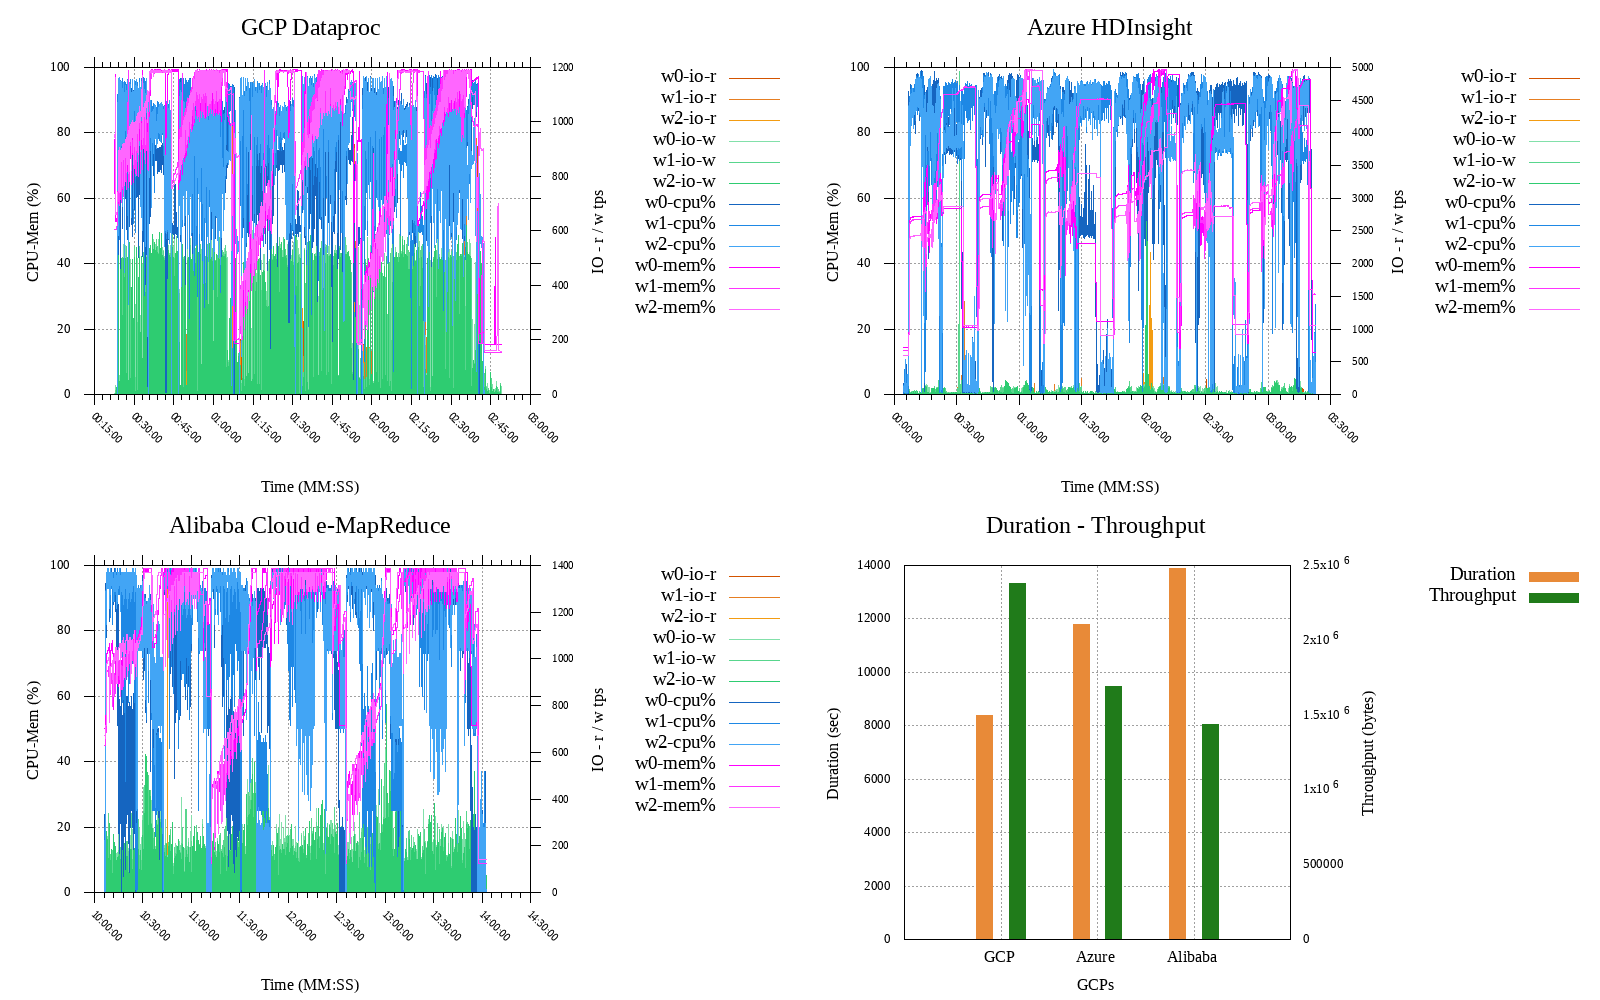 GCP Dataproc
100
80
60
40
20
0
CPU-Mem (%)
1200
1000
800
600
400
200
0
IO - r / w tps
00:15:00
00:30:00
00:45:00
01:00:00
01:15:00
01:30:00
01:45:00
02:00:00
02:15:00
02:30:00
02:45:00
03:00:00
Time (MM:SS)
w0-io-r
w1-io-r
w2-io-r
w0-io-w
w1-io-w
w2-io-w
w0-cpu%
w1-cpu%
w2-cpu%
w0-mem%
w1-mem%
w2-mem%
Azure HDInsight
100
80
60
40
20
0
CPU-Mem (%)
5000
4500
4000
3500
3000
2500
2000
1500
1000
500
0
IO - r / w tps
00:00:00
00:30:00
01:00:00
01:30:00
02:00:00
02:30:00
03:00:00
03:30:00
Time (MM:SS)
w0-io-r
w1-io-r
w2-io-r
w0-io-w
w1-io-w
w2-io-w
w0-cpu%
w1-cpu%
w2-cpu%
w0-mem%
w1-mem%
w2-mem%
Alibaba Cloud e-MapReduce
100
80
60
40
20
0
CPU-Mem (%)
1400
1200
1000
800
600
400
200
0
IO - r / w tps
10:00:00
10:30:00
11:00:00
11:30:00
12:00:00
12:30:00
13:00:00
13:30:00
14:00:00
14:30:00
Time (MM:SS)
w0-io-r
w1-io-r
w2-io-r
w0-io-w
w1-io-w
w2-io-w
w0-cpu%
w1-cpu%
w2-cpu%
w0-mem%
w1-mem%
w2-mem%
Duration - Throughput
14000
12000
10000
8000
6000
4000
2000
0
Duration (sec)
2.5x10 6
2x10 6
1.5x10 6
1x10 6
500000
0
Throughput (bytes)
GCP
Azure
Alibaba
GCPs
Duration
Throughput